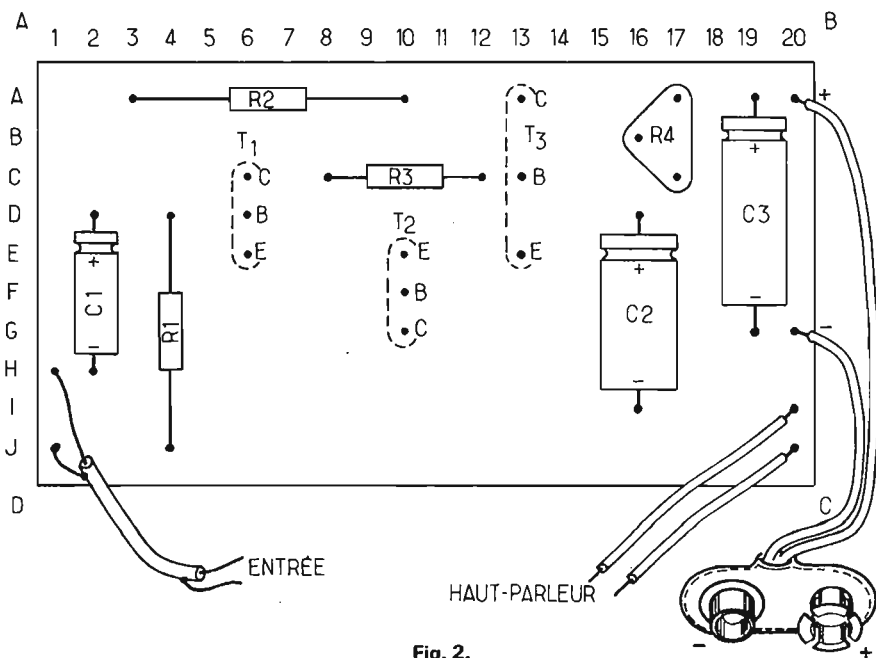 A B
1 2 3 4 5 6 7 8 9 10 11 12 13 14 15 16 17 18 19 20
A R2 C +
B T1 T3 R4
C C R3 B +
D B C3
T2
E + E E E +
F C1 R1 B C2 -
G C -
H -
I -
J
D C
ENTRÉE
HAUT-PARLEUR
- +
Fig. 2.